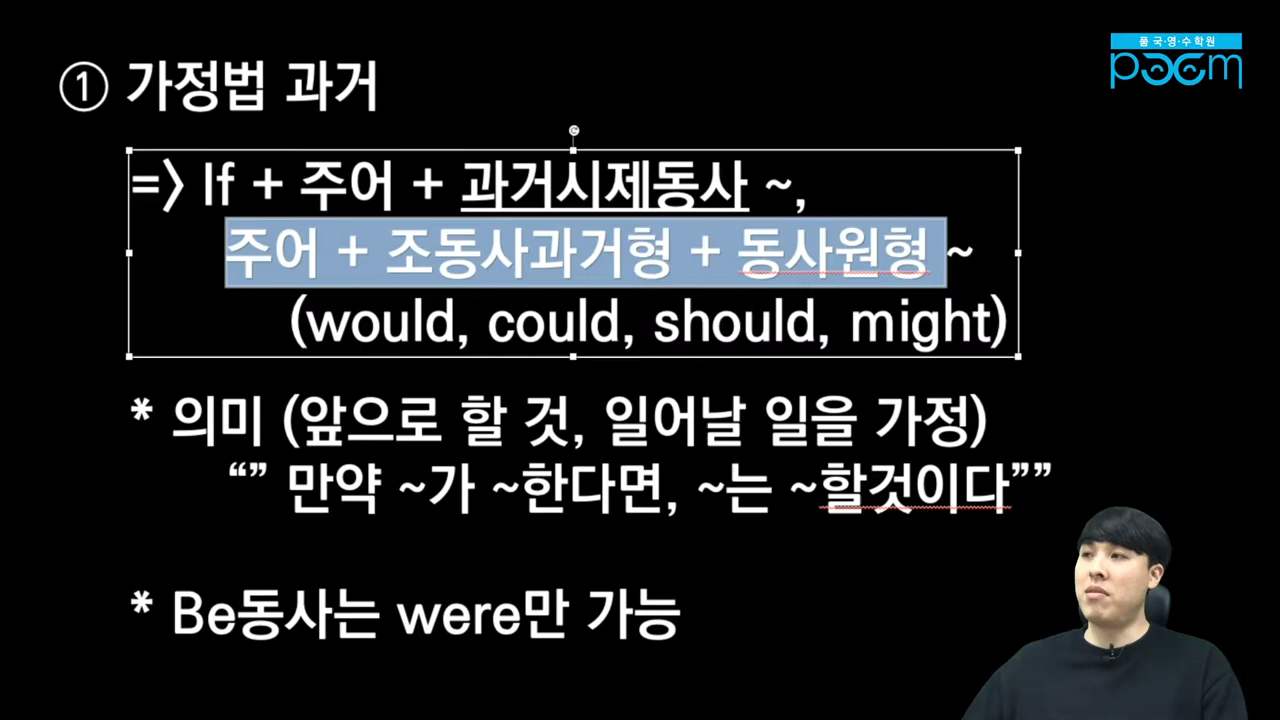 품 국·영·수학원
poem
① 가정법 과거
=> If + 주어 + 과거시제동사 ~,
주어 + 조동사과거형 + 동사원형 ~
(would, could, should, might)
* 의미 (앞으로 할 것, 일어날 일을 가정)
“” 만약 ~가 ~한다면, ~는 ~할것이다””
* Be동사는 were만 가능